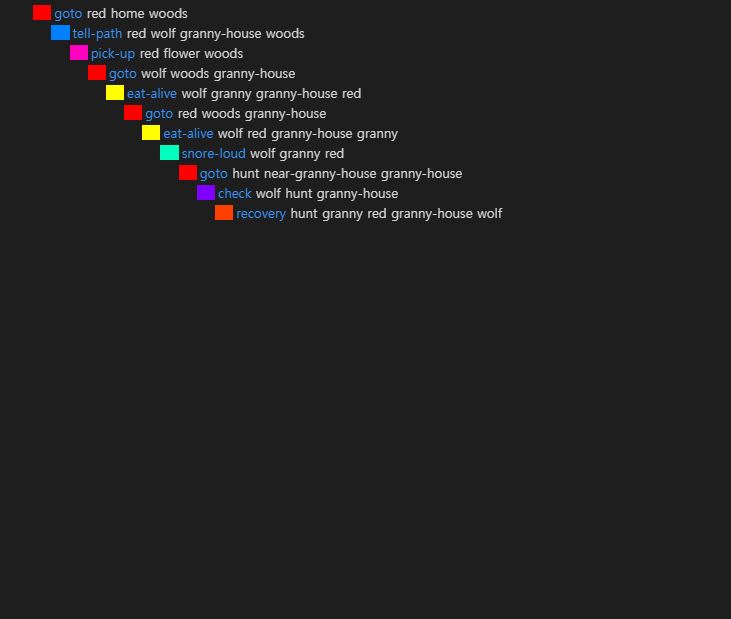 goto red home woods
tell-path red wolf granny-house woods
pick-up red flower woods
goto wolf woods granny-house
eat-alive wolf granny granny-house red
goto red woods granny-house
eat-alive wolf red granny-house granny
snore-loud wolf granny red
goto hunt near-granny-house granny-house
check wolf hunt granny-house
recovery hunt granny red granny-house wolf